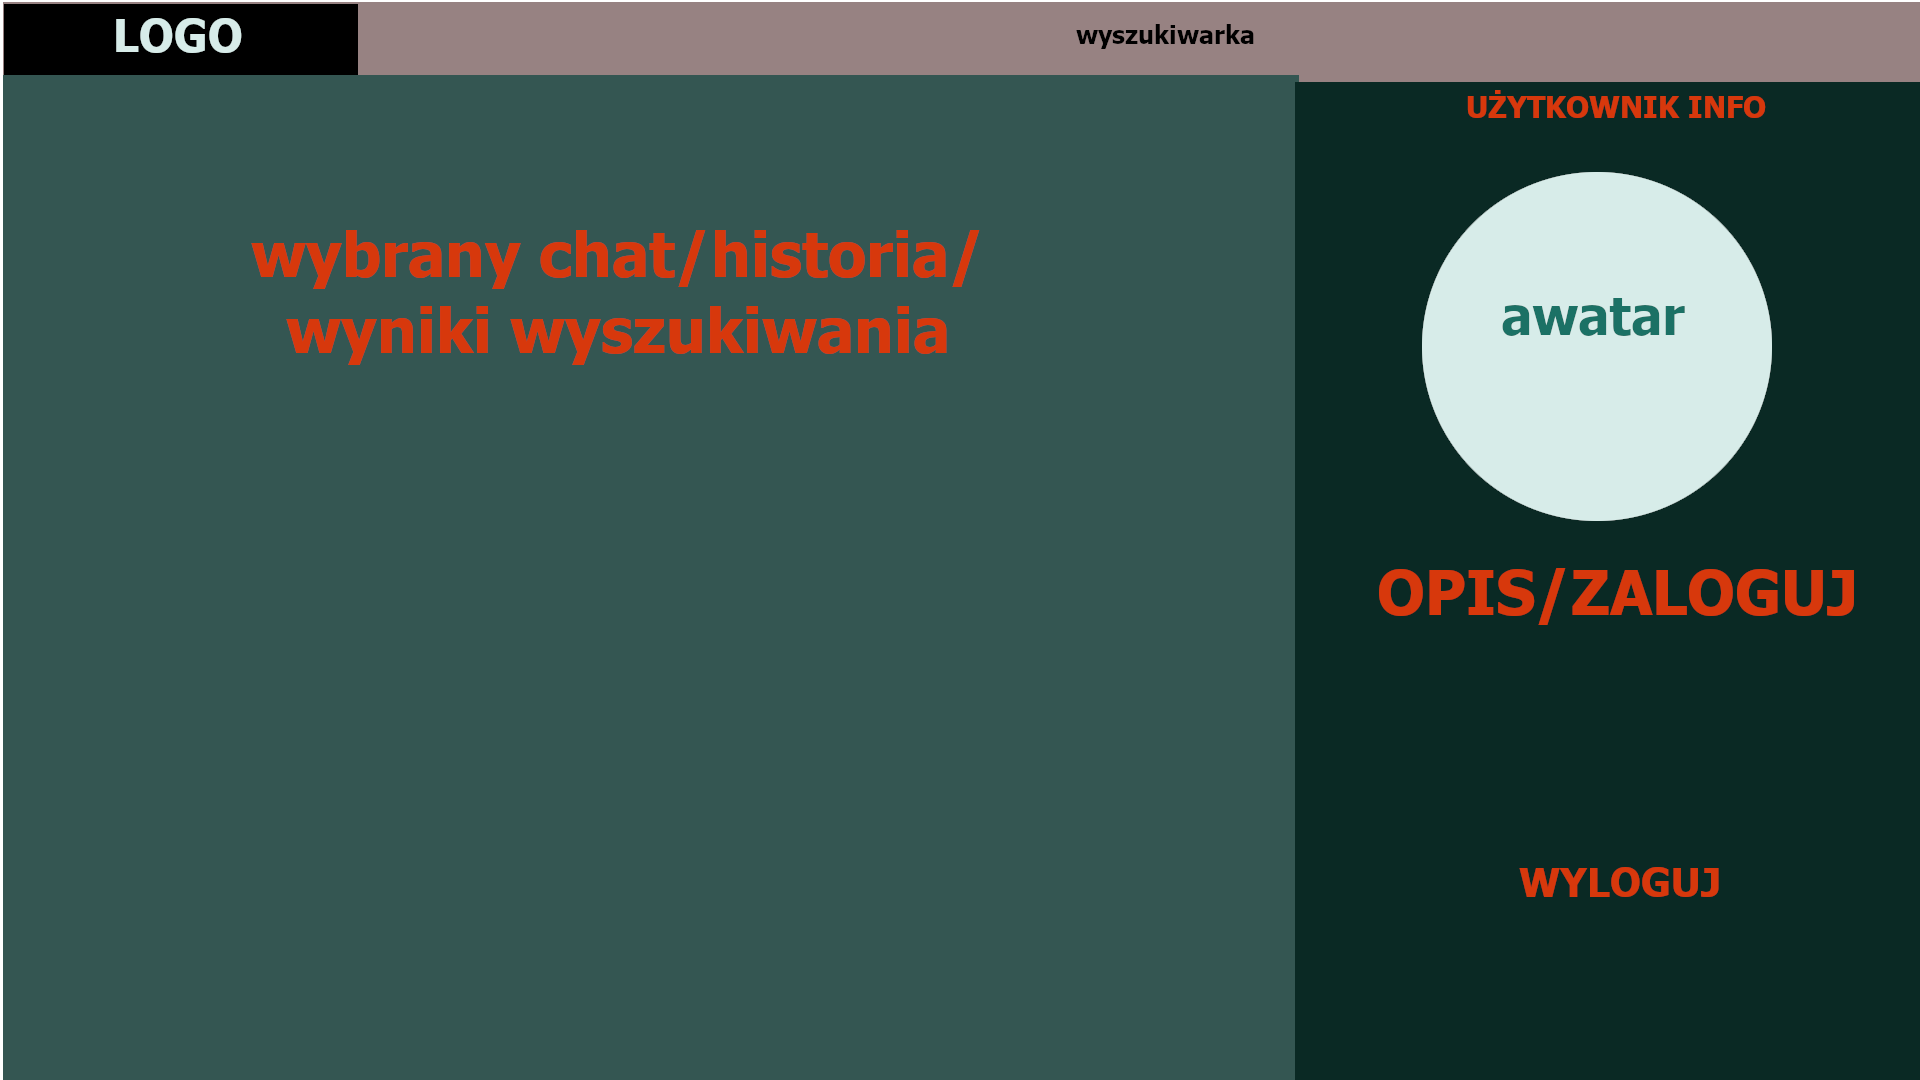 LOGO
wyszukiwarka
UŻYTKOWNIK INFO
wybrany chat/historia/
wyniki wyszukiwania
awatar
OPIS/ZALOGUJ
WYLOGUJ